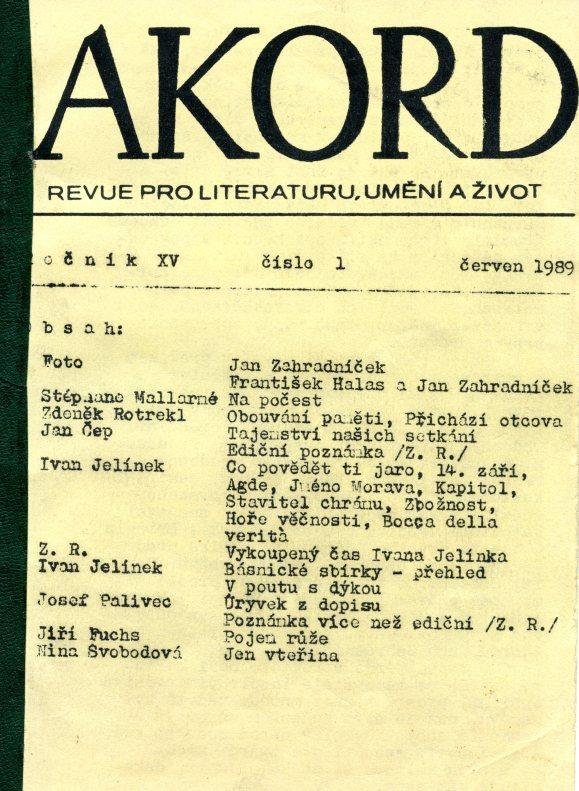 AKORD
REVUE PRO LITERATURU, UMĚNÍ A ŽIVOT
očník XV číslo 1 červen 1989
bsah:
Foto Jan Zahradníček
František Halas a Jan Zahradníček
Stéphane Mallarmé Na počest
Zdeněk Rotrekl Obouvání paměti, Přichází otcova
Jan Čep Tajemství našich setkání
Ediční poznámka /Z. R./
Ivan Jelínek Co povědět ti jaro, 14. září,
Agde, Jméno Morava, Kapitol,
Stavitel chrámu, Zbožnost,
Hoře věčnosti, Bocca della
verità
Z. R. Vykoupený čas Ivana Jelínka
Ivan Jelínek Básnické sbírky - přehled
V poutu s dýkou
Josef Palivec Úryvek z dopisu
Poznámka více než ediční /Z. R./
Jiří Fuchs Pojem růže
Nina Svobodová Jen vteřina